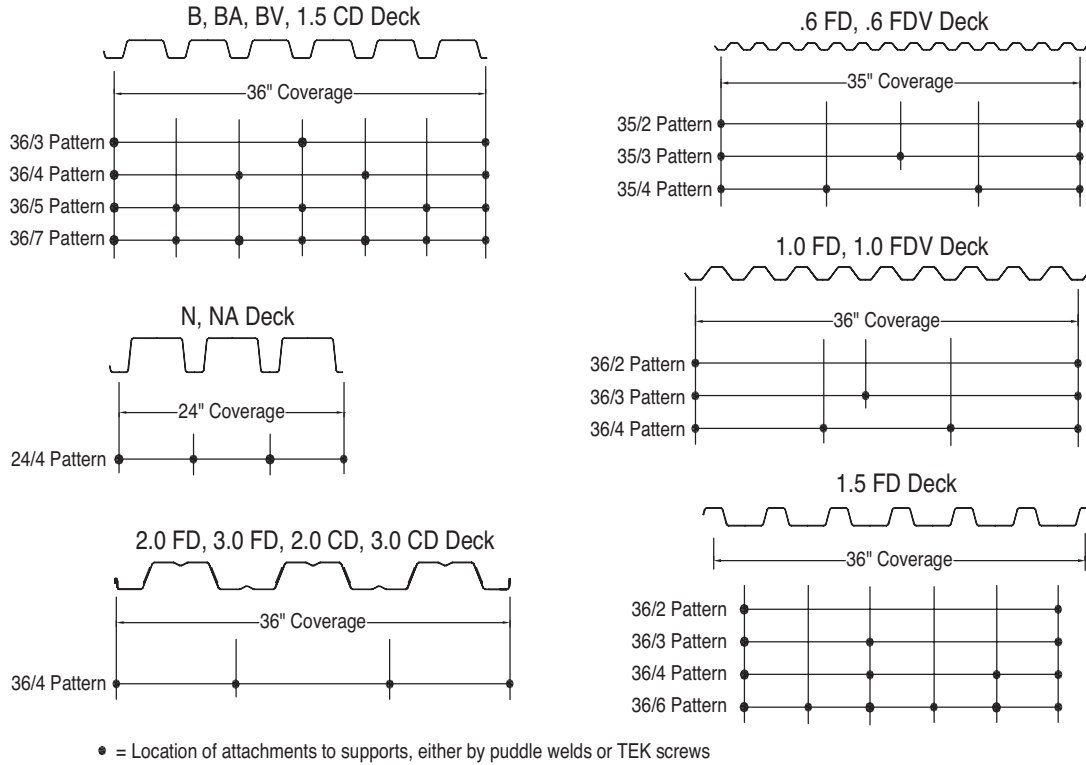 B, BA, BV, 1.5 CD Deck
36" Coverage
36/3 Pattern
36/4 Pattern
36/5 Pattern
36/7 Pattern
N, NA Deck
24" Coverage
24/4 Pattern
2.0 FD, 3.0 FD, 2.0 CD, 3.0 CD Deck
36" Coverage
36/4 Pattern
.6 FD, .6 FDV Deck
35" Coverage
35/2 Pattern
35/3 Pattern
35/4 Pattern
1.0 FD, 1.0 FDV Deck
36" Coverage
36/2 Pattern
36/3 Pattern
36/4 Pattern
1.5 FD Deck
36" Coverage
36/2 Pattern
36/3 Pattern
36/4 Pattern
36/6 Pattern
= Location of attachments to supports, either by puddle welds or TEK screws